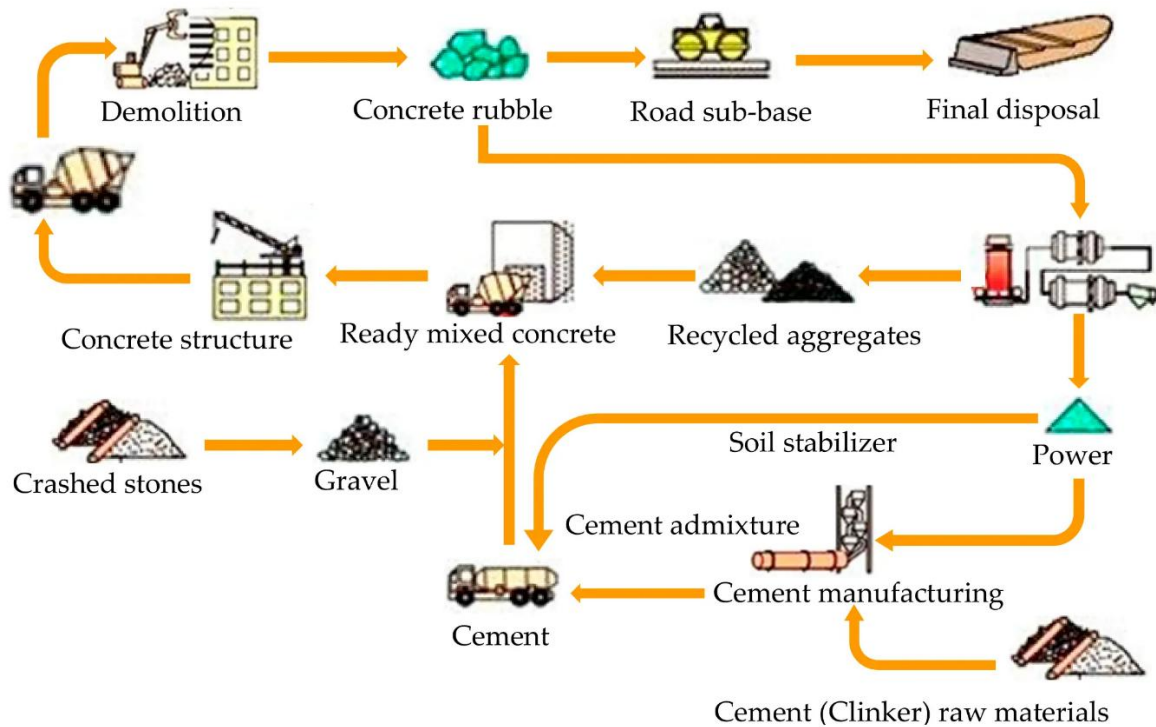 Demolition
Concrete rubble
Road sub-base
Final disposal
Concrete structure
Ready mixed concrete
Recycled aggregates
Crashed stones
Gravel
Soil stabilizer
Power
Cement admixture
Cement manufacturing
Cement
Cement (Clinker) raw materials